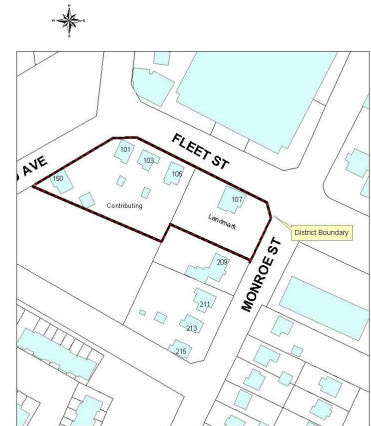 FLEET ST
AVE
101
103
105
107
150
Contributing
Landmark
District Boundary
MONROE ST
209
211
213
215